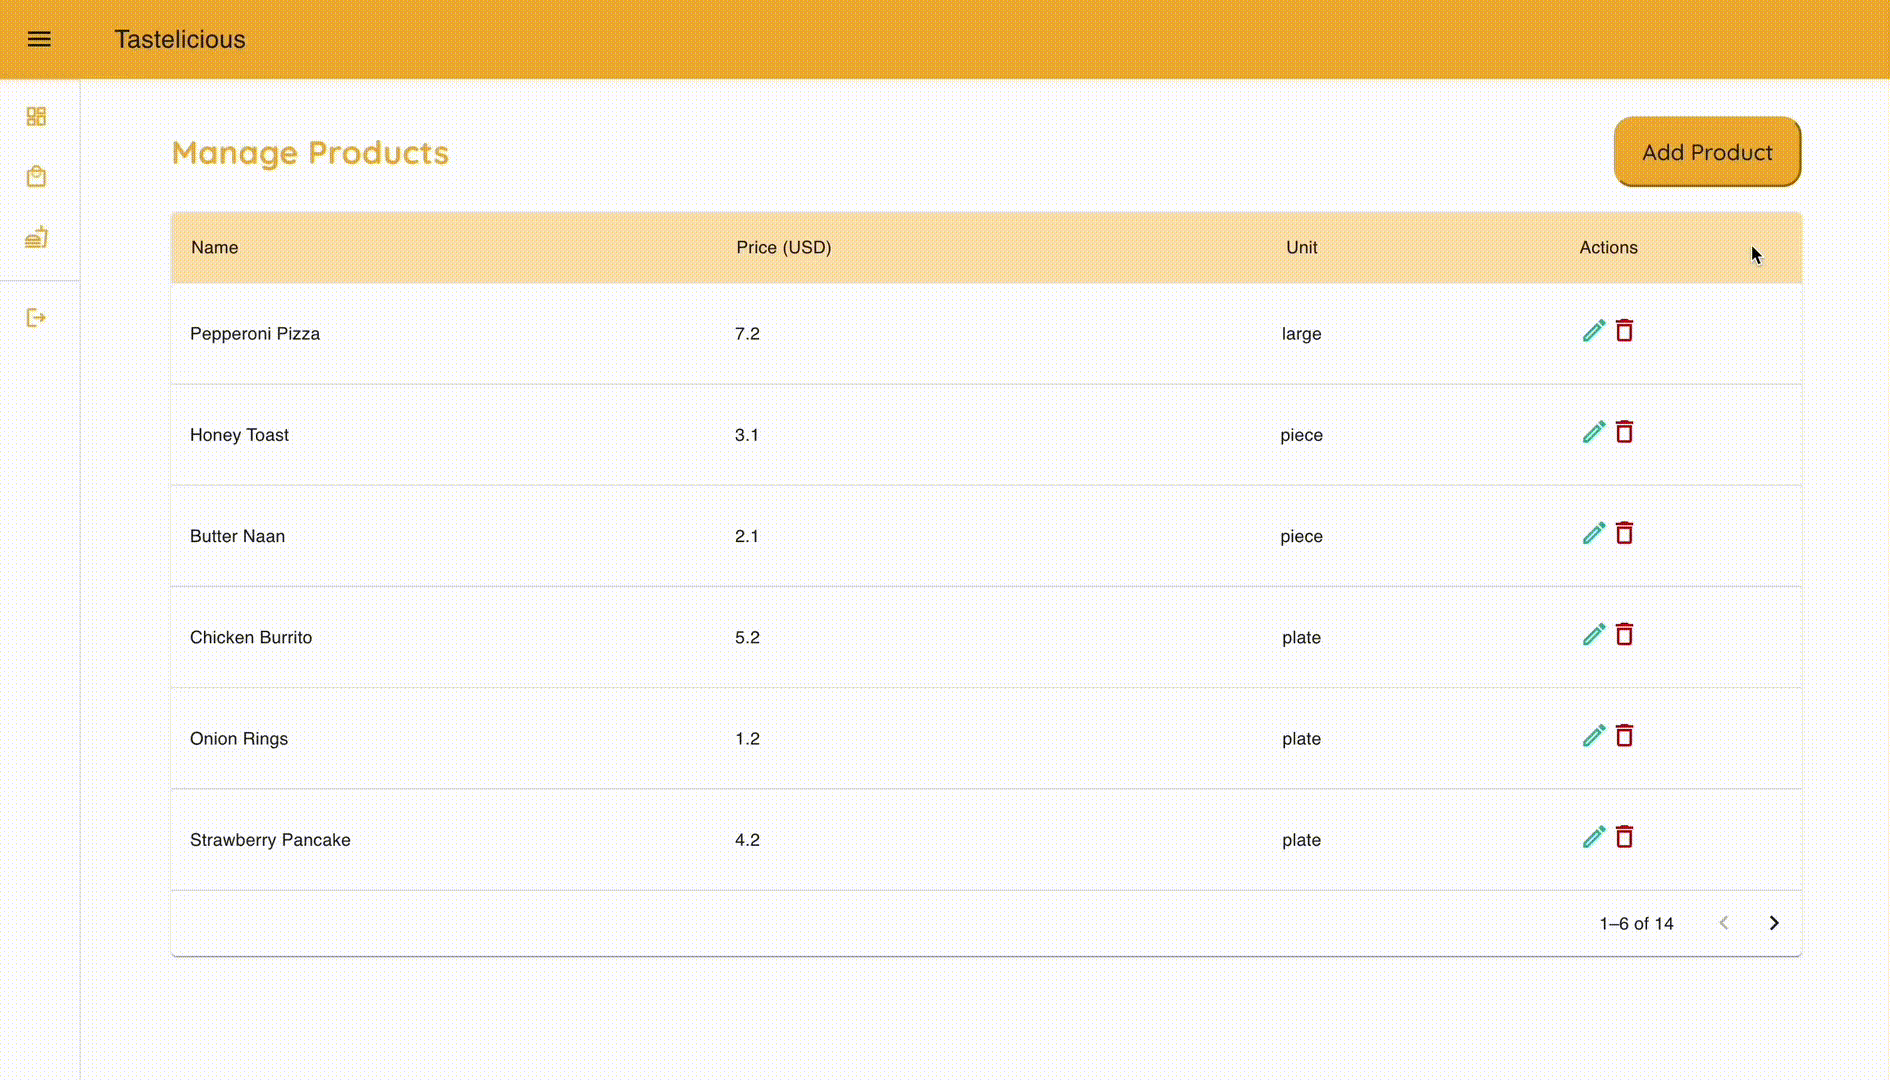 Tastelicious
Manage Products
Add Product
Name Price (USD) Unit Actions
Pepperoni Pizza 7.2 large
Honey Toast 3.1 piece
Butter Naan 2.1 piece
Chicken Burrito 5.2 plate
Onion Rings 1.2 plate
Strawberry Pancake 4.2 plate
1–6 of 14